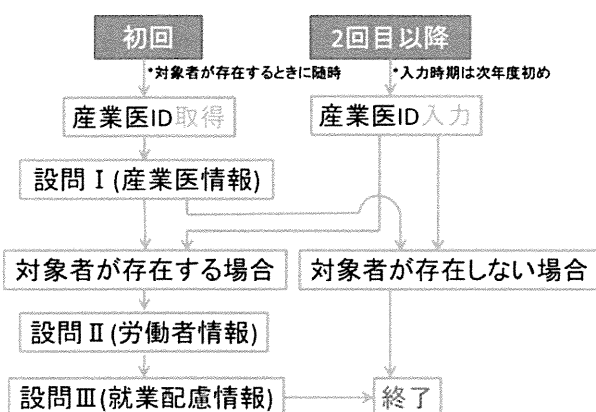 初回
2回目以降
*対象者が存在するときに随時
*入力時期は次年度初め
産業医ID取得
産業医ID入力
設問Ⅰ(産業医情報)
対象者が存在する場合
対象者が存在しない場合
設問Ⅱ(労働者情報)
設問Ⅲ(就業配慮情報)
終了